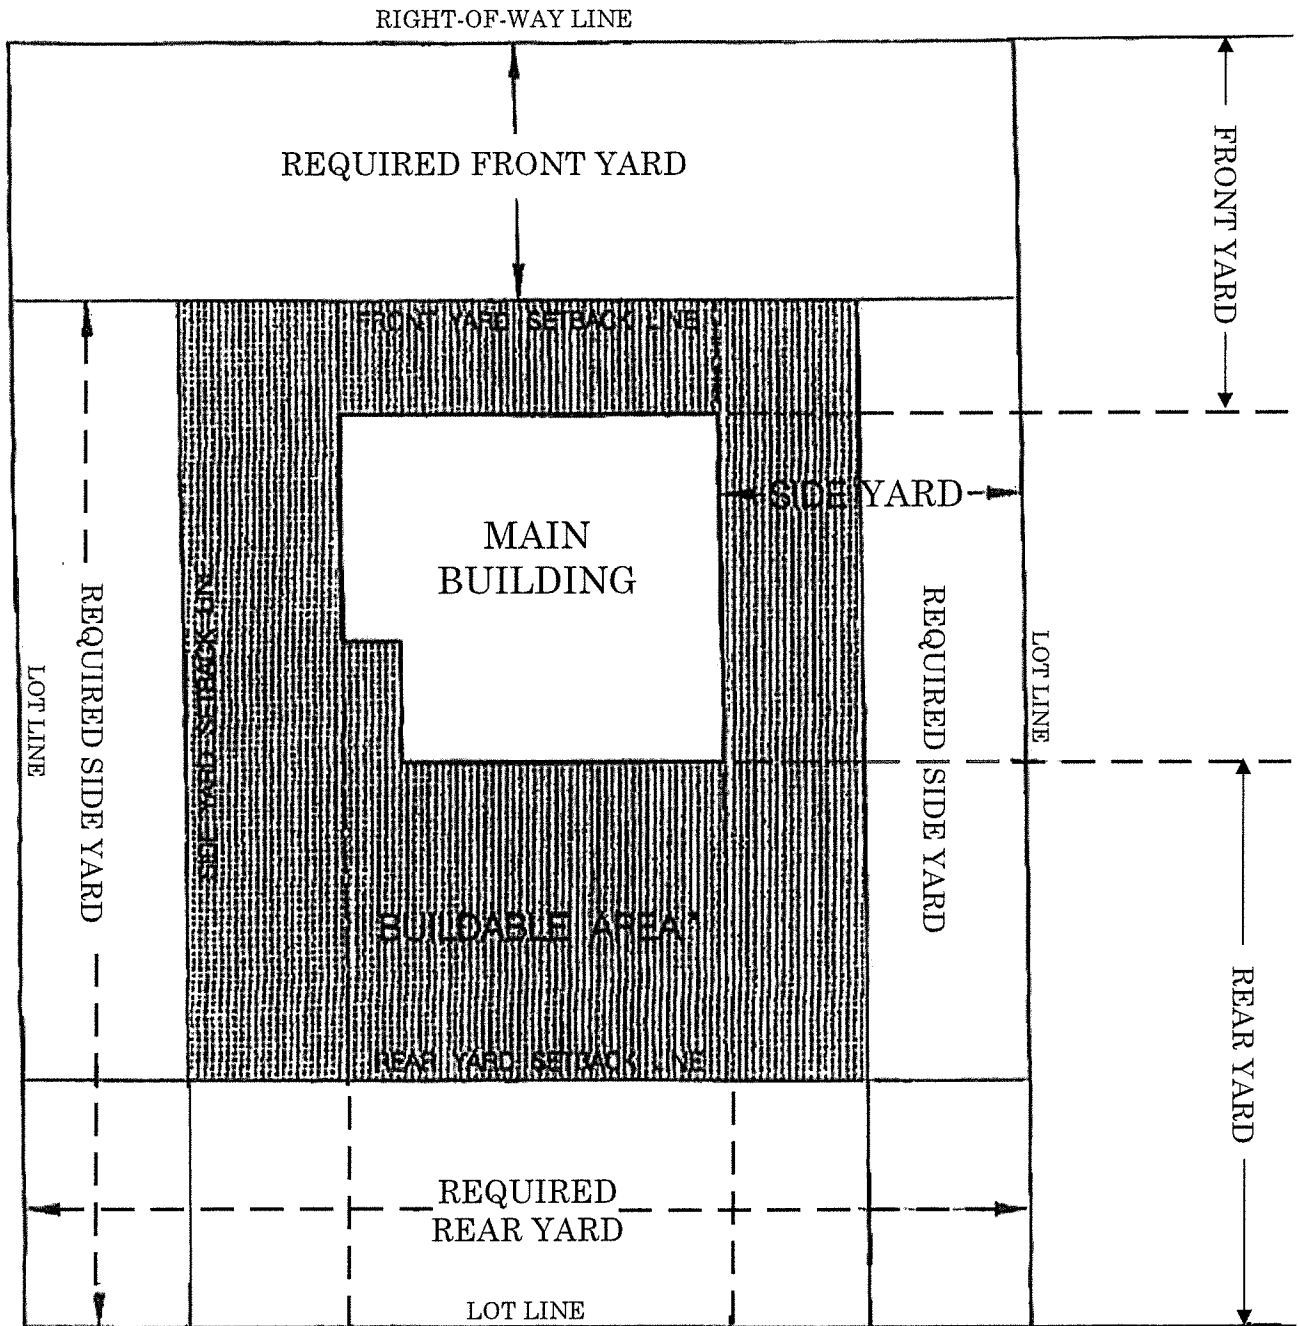 RIGHT-OF-WAY LINE
REQUIRED FRONT YARD
FRONT YARD
FRONT YARD SETBACK LINE
SIDE YARD
MAIN
BUILDING
REQUIRED SIDE YARD
SIDE YARD SETBACK LINE
REQUIRED SIDE YARD
LOT LINE
LOT LINE
BUILDABLE AREA*
REAR YARD
REAR YARD SETBACK LINE
REQUIRED
REAR YARD
LOT LINE